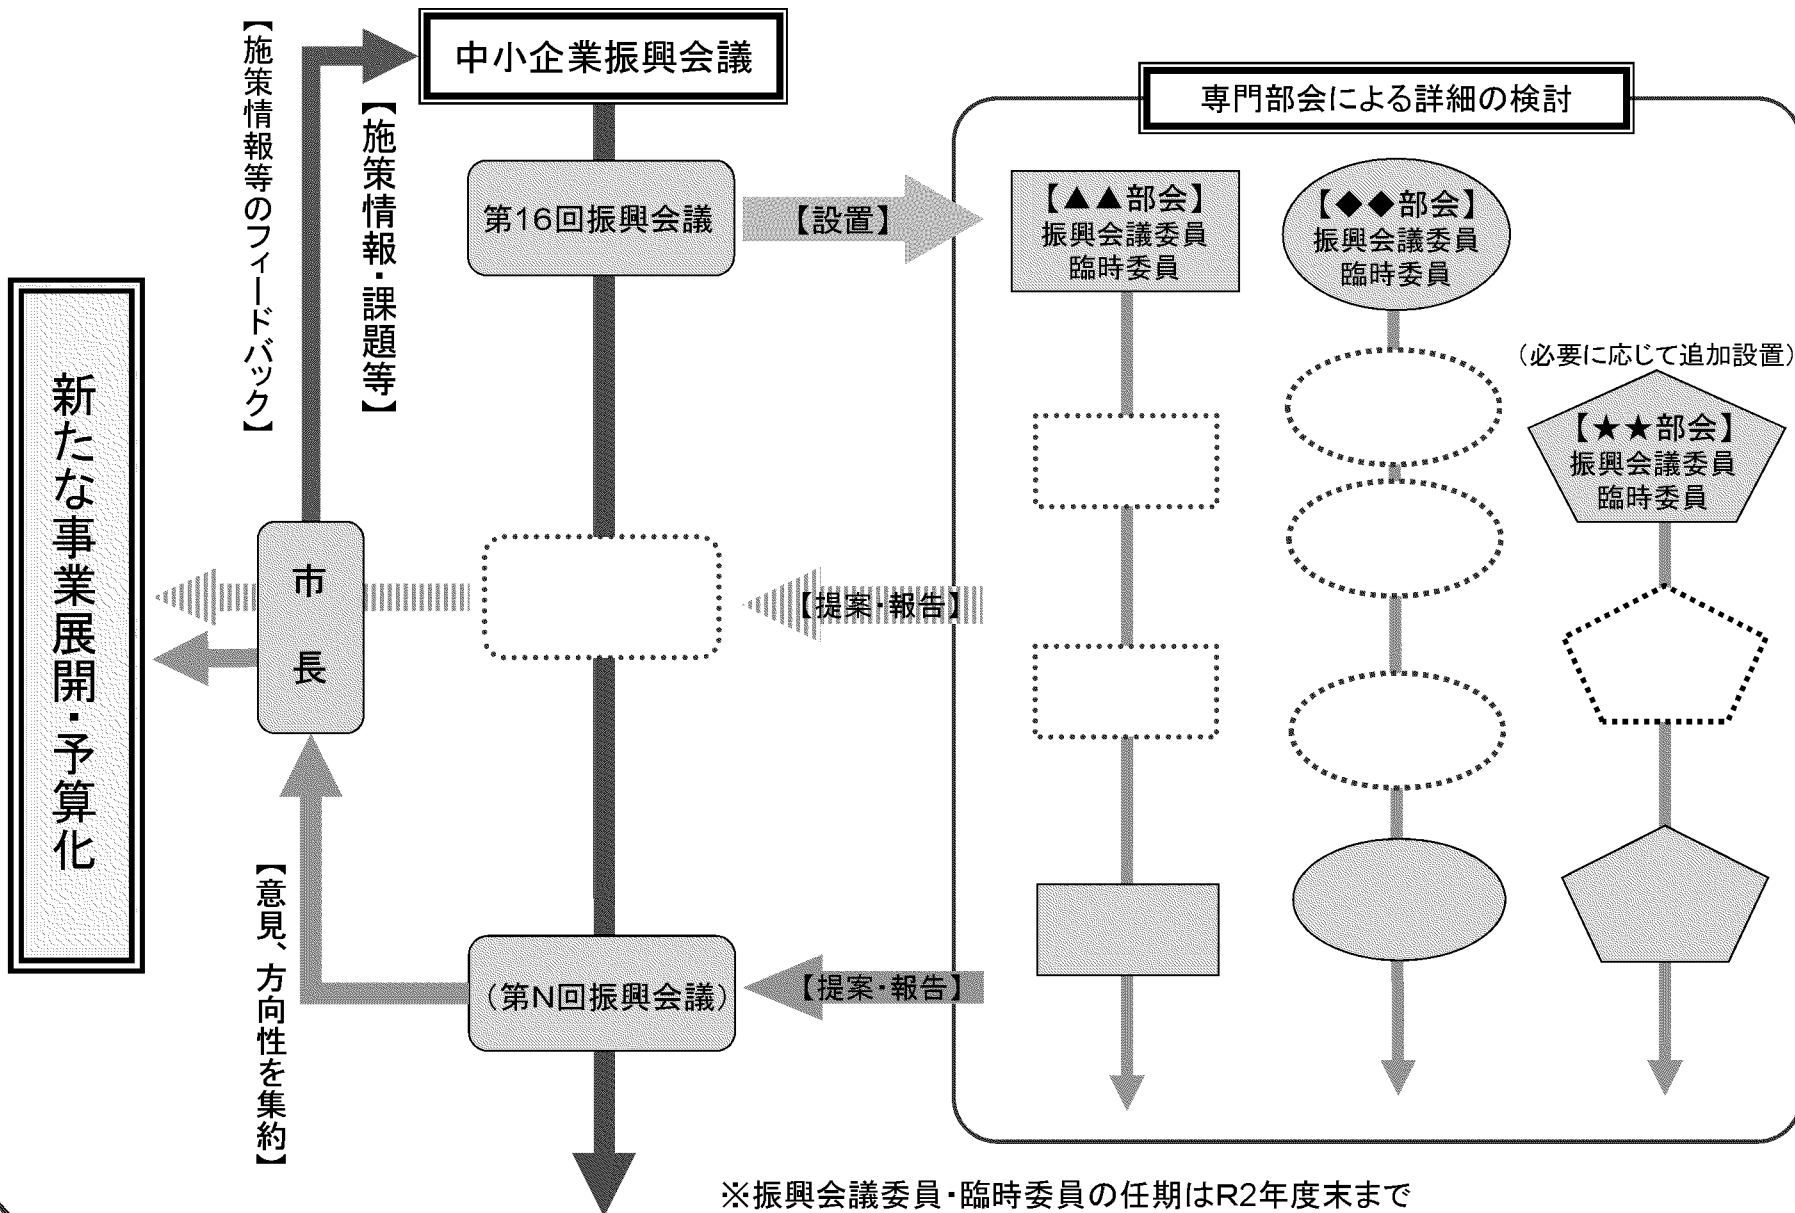 中小企業振興会議
【施策情報等のフィードバック】
【施策情報・課題等】
専門部会による詳細の検討
第16回振興会議
【設置】
【▲▲部会】
振興会議委員
臨時委員
【◆◆部会】
振興会議委員
臨時委員
（必要に応じて追加設置）
【★★部会】
振興会議委員
臨時委員
新たな事業展開・予算化
市長
【提案・報告】
【意見、方向性を集約】
（第N回振興会議）
【提案・報告】
※振興会議委員・臨時委員の任期はR2年度末まで